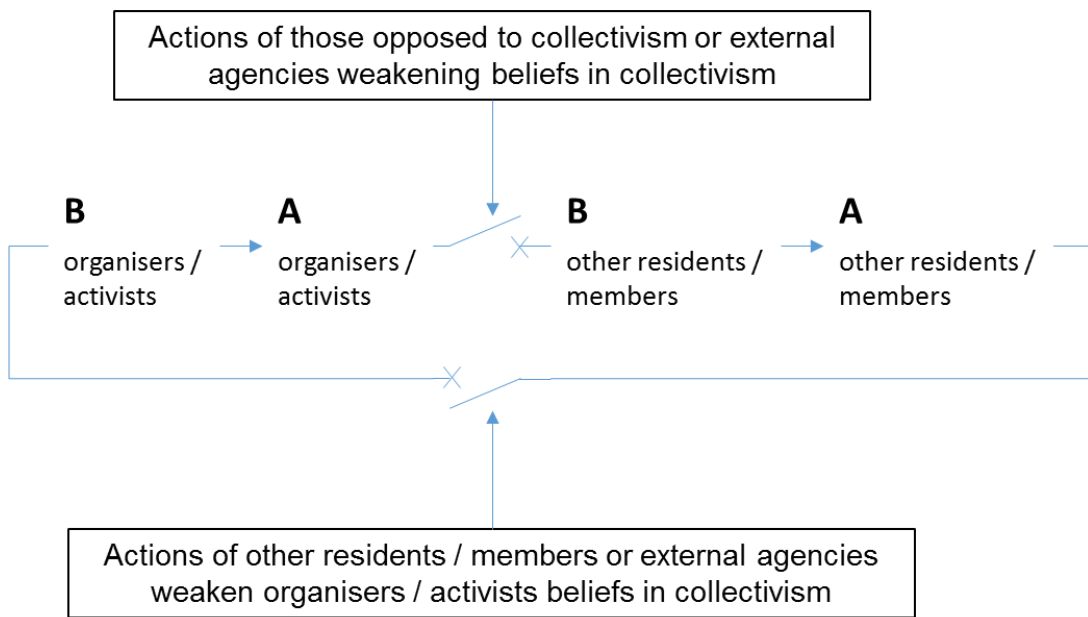 Actions of those opposed to collectivism or external
agencies weakening beliefs in collectivism
B
organisers /
activists
A
organisers /
activists
B
other residents /
members
A
other residents /
members
Actions of other residents / members or external agencies
weaken organisers / activists beliefs in collectivism